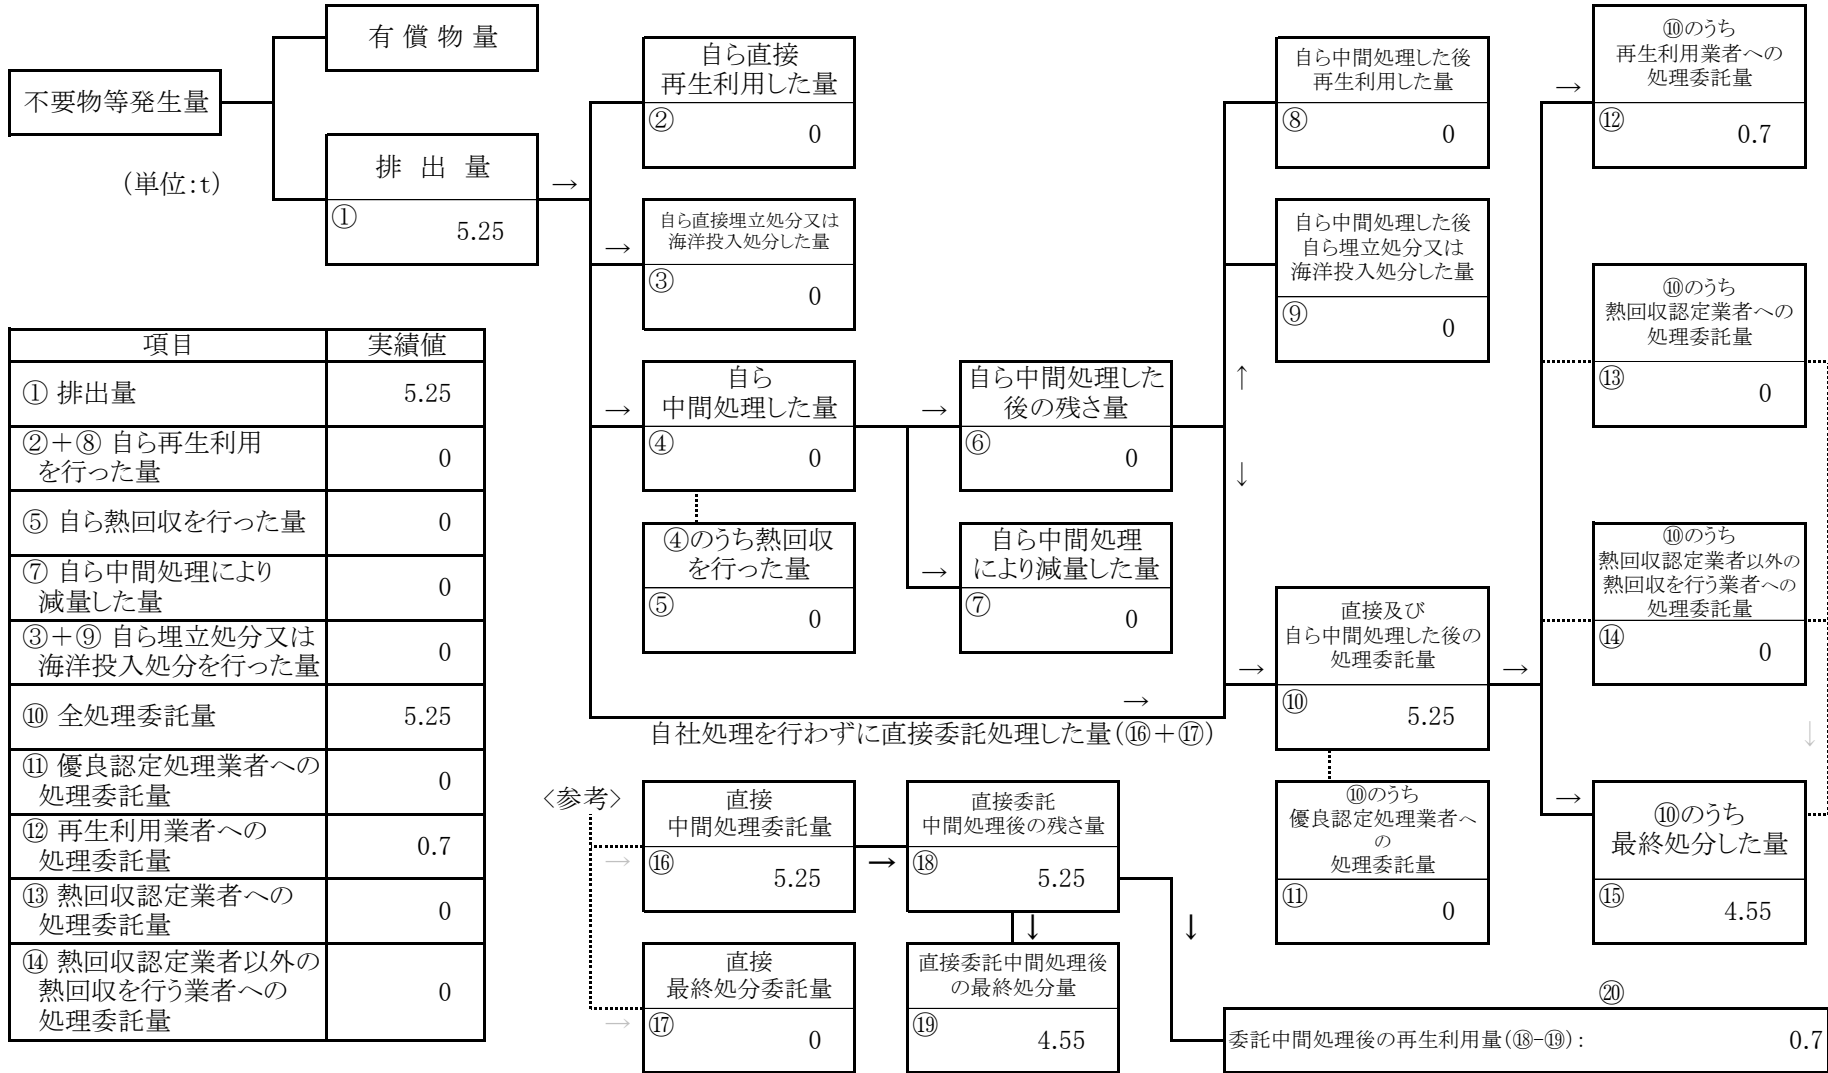 有 償 物 量
不要物等発生量
(単位:t)
排 出 量
①
5.25
→
自ら直接
再生利用した量
②
0
→
自ら直接埋立処分又は
海洋投入処分した量
③
0
→
自ら
中間処理した量
④
0
④のうち熱回収
を行った量
⑤
0
→
自ら中間処理した
後の残さ量
⑥
0
→
自ら中間処理
により減量した量
⑦
0
自ら中間処理した後
再生利用した量
⑧
0
自ら中間処理した後
自ら埋立処分又は
海洋投入処分した量
⑨
0
↑
↓
→
自社処理を行わずに直接委託処理した量(⑯+⑰)
→
直接及び
自ら中間処理した後の
処理委託量
⑩
5.25
⑩のうち
優良認定処理業者へ
の
処理委託量
⑪
0
→
→
⑩のうち
再生利用業者への
処理委託量
⑫
0.7
⑩のうち
熱回収認定業者への
処理委託量
⑬
0
⑩のうち
熱回収認定業者以外の
熱回収を行う業者への
処理委託量
⑭
0
↓
→
⑩のうち
最終処分した量
⑮
4.55
項目 実績値
① 排出量 5.25
②+⑧ 自ら再生利用
を行った量 0
⑤ 自ら熱回収を行った量 0
⑦ 自ら中間処理により
減量した量 0
③+⑨ 自ら埋立処分又は
海洋投入処分を行った量 0
⑩ 全処理委託量 5.25
⑪ 優良認定処理業者への
処理委託量 0
⑫ 再生利用業者への
処理委託量 0.7
⑬ 熱回収認定業者への
処理委託量 0
⑭ 熱回収認定業者以外の
熱回収を行う業者への
処理委託量 0
〈参考〉
→
直接
中間処理委託量
⑯
5.25
→
直接委託
中間処理後の残さ量
⑱
5.25
↓
↓
→
直接
最終処分委託量
⑰
0
直接委託中間処理後
の最終処分量
⑲
4.55
⑳
委託中間処理後の再生利用量(⑱-⑲): 0.7